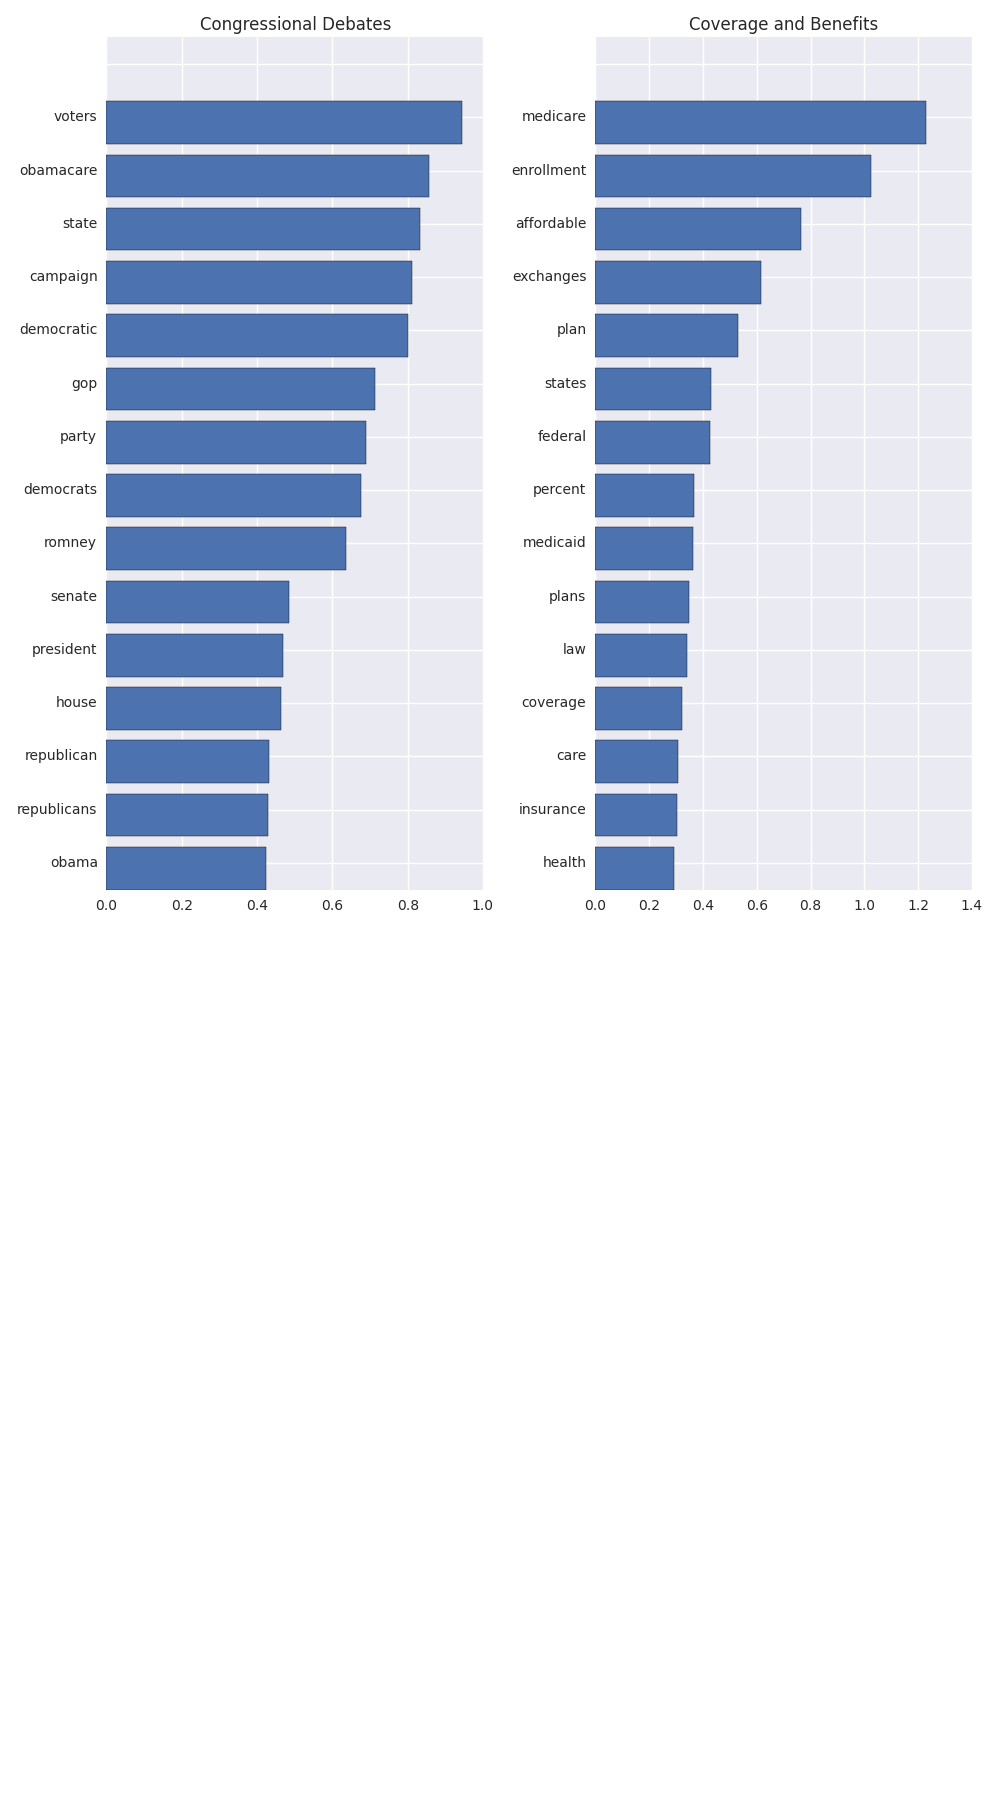 Congressional Debates
voters
obamacare
state
campaign
democratic
gop
party
democrats
romney
senate
president
house
republican
republicans
obama
0.0 0.2 0.4 0.6 0.8 1.0
Coverage and Benefits
medicare
enrollment
affordable
exchanges
plan
states
federal
percent
medicaid
plans
law
coverage
care
insurance
health
0.0 0.2 0.4 0.6 0.8 1.0 1.2 1.4